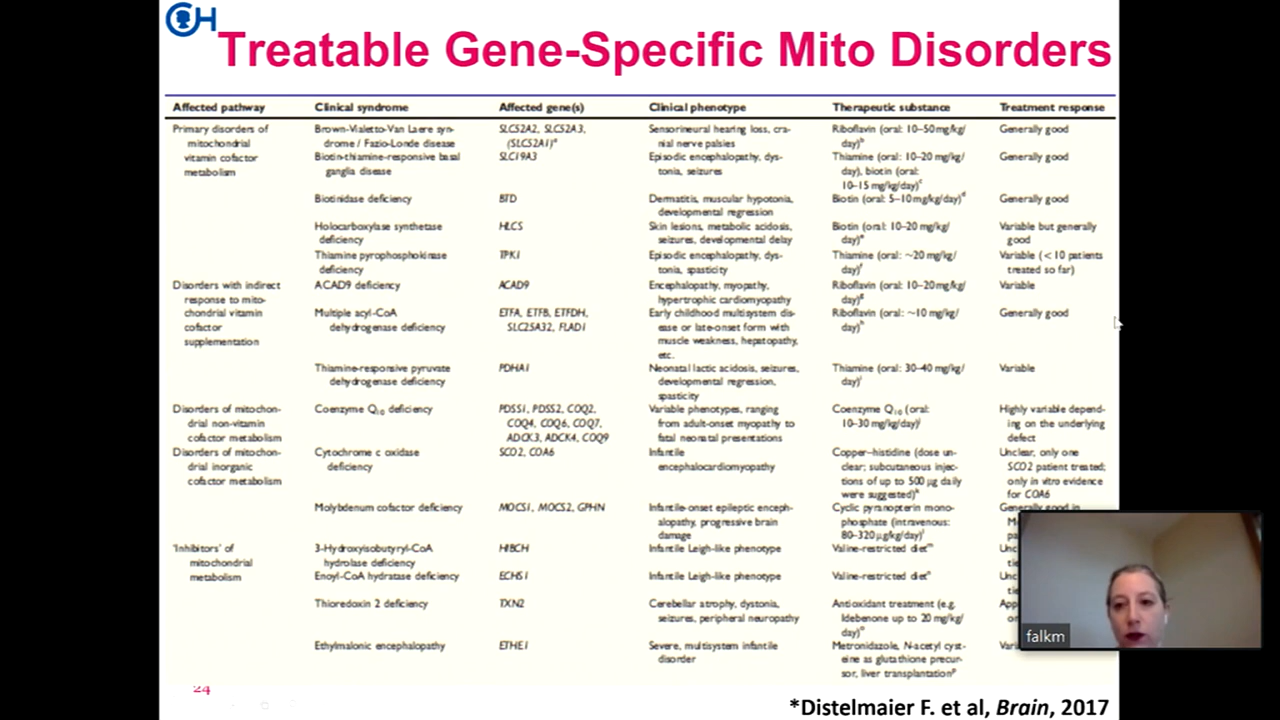 CH
Treatable Gene-Specific Mito Disorders
Affected pathway Clinical syndrome Affected gene(s) Clinical phenotype Therapeutic substance Treatment response
Primary disorders of mitochondrial vitamin cofactor metabolism
Brown-Vialetto-Van Laere syn-
drome / Fazio-Londe disease
SLC52A2, SLC52A3,
(SLC52A1)ᵃ
Sensorineural hearing loss, cra-
nial nerve palsies
Riboflavin (oral: 10–50mg/kg/
day)ᵇ
Generally good
Biotin-thiamine-responsive basal
ganglia disease
SLC19A3
Episodic encephalopathy, dys-
tonia, seizures
Thiamine (oral: 10–20 mg/kg/
day), biotin (oral:
10–15 mg/kg/day)ᶜ
Generally good
Biotinidase deficiency
BTD
Dermatitis, muscular hypotonia,
developmental regression
Biotin (oral: 5–10mg/kg/day)ᵈ
Generally good
Holocarboxylase synthetase
deficiency
HLCS
Skin lesions, metabolic acidosis,
seizures, developmental delay
Biotin (oral: 10–20 mg/kg/
day)ᵉ
Variable but generally
good
Thiamine pyrophosphokinase
deficiency
TPK1
Episodic encephalopathy, dys-
tonia, spasticity
Thiamine (oral: ~20 mg/kg/
day)ᶠ
Variable (<10 patients
treated so far)
Disorders with indirect
response to mito-
chondrial vitamin
cofactor
supplementation
ACAD9 deficiency
ACAD9
Encephalopathy, myopathy,
hypertrophic cardiomyopathy
Riboflavin (oral: 10–20mg/kg/
day)ᵍ
Variable
Multiple acyl-CoA
dehydrogenase deficiency
ETFA, ETFB, ETFDH,
SLC25A32, FLAD1
Early childhood multisystem dis-
ease or late-onset form with
muscle weakness, hepatopathy,
etc.
Riboflavin (oral: ~10 mg/kg/
day)ʰ
Generally good
Thiamine-responsive pyruvate
dehydrogenase deficiency
PDHA1
Neonatal lactic acidosis, seizures,
developmental regression,
spasticity
Thiamine (oral: 30–40 mg/kg/
day)ⁱ
Variable
Disorders of mitochon-
drial non-vitamin
cofactor metabolism
Coenzyme Q₁₀ deficiency
PDSS1, PDSS2, COQ2,
COQ4, COQ6, COQ7,
ADCK3, ADCK4, COQ9
Variable phenotypes, ranging
from adult-onset myopathy to
fatal neonatal presentations
Coenzyme Q₁₀ (oral:
10–30 mg/kg/day)ʲ
Highly variable depend-
ing on the underlying
defect
Disorders of mitochon-
drial inorganic
cofactor metabolism
Cytochrome c oxidase
deficiency
SCO2, COA6
Infantile
encephalocardiomyopathy
Copper–histidine (dose un-
clear; subcutaneous injec-
tions of up to 500 µg daily
were suggested)ᵏ
Unclear, only one
SCO2 patient treated;
only in vitro evidence
for COA6
Molybdenum cofactor deficiency
MOCS1, MOCS2, GPHN
Infantile-onset epileptic enceph-
alopathy, progressive brain
damage
Cyclic pyranopterin mono-
phosphate (intravenous:
80–320 µg/kg/day)ˡ
Generally good in
'Inhibitors' of
mitochondrial
metabolism
3-Hydroxyisobutyryl-CoA
hydrolase deficiency
HIBCH
Infantile Leigh-like phenotype
Valine-restricted dietᵐ
Enoyl-CoA hydratase deficiency
ECHS1
Infantile Leigh-like phenotype
Valine-restricted dietⁿ
Thioredoxin 2 deficiency
TXN2
Cerebellar atrophy, dystonia,
seizures, peripheral neuropathy
Antioxidant treatment (e.g.
Idebenone up to 20 mg/kg/
day)ᵒ
Ethylmalonic encephalopathy
ETHE1
Severe, multisystem infantile
disorder
Metronidazole, N-acetyl cyst-
eine as glutathione precur-
sor, liver transplantationᵖ
falkm
24
*Distelmaier F. et al, Brain, 2017